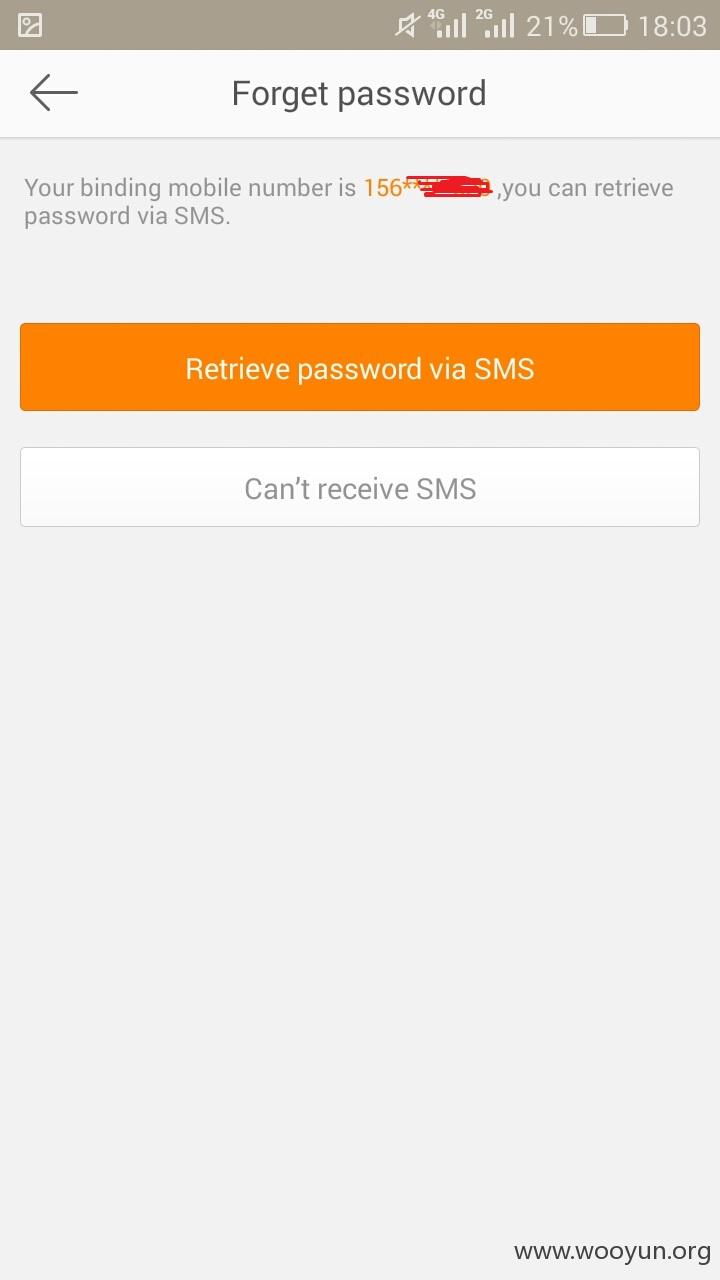 4G 2G 21% 18:03
Forget password
Your binding mobile number is 156** ,you can retrieve
password via SMS.
Retrieve password via SMS
Can't receive SMS
www.wooyun.org